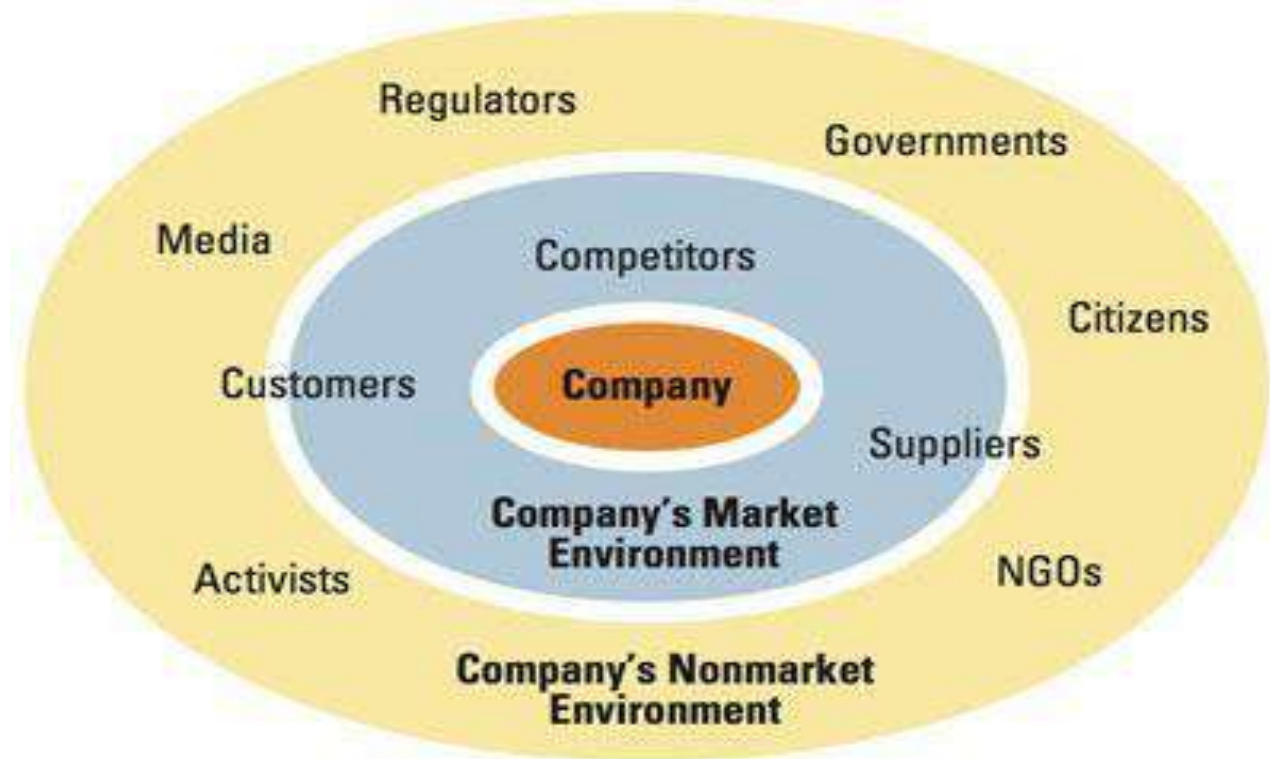 Regulators
Governments
Media
Competitors
Citizens
Customers
Company
Suppliers
Company's Market
Environment
Activists
NGOs
Company's Nonmarket
Environment